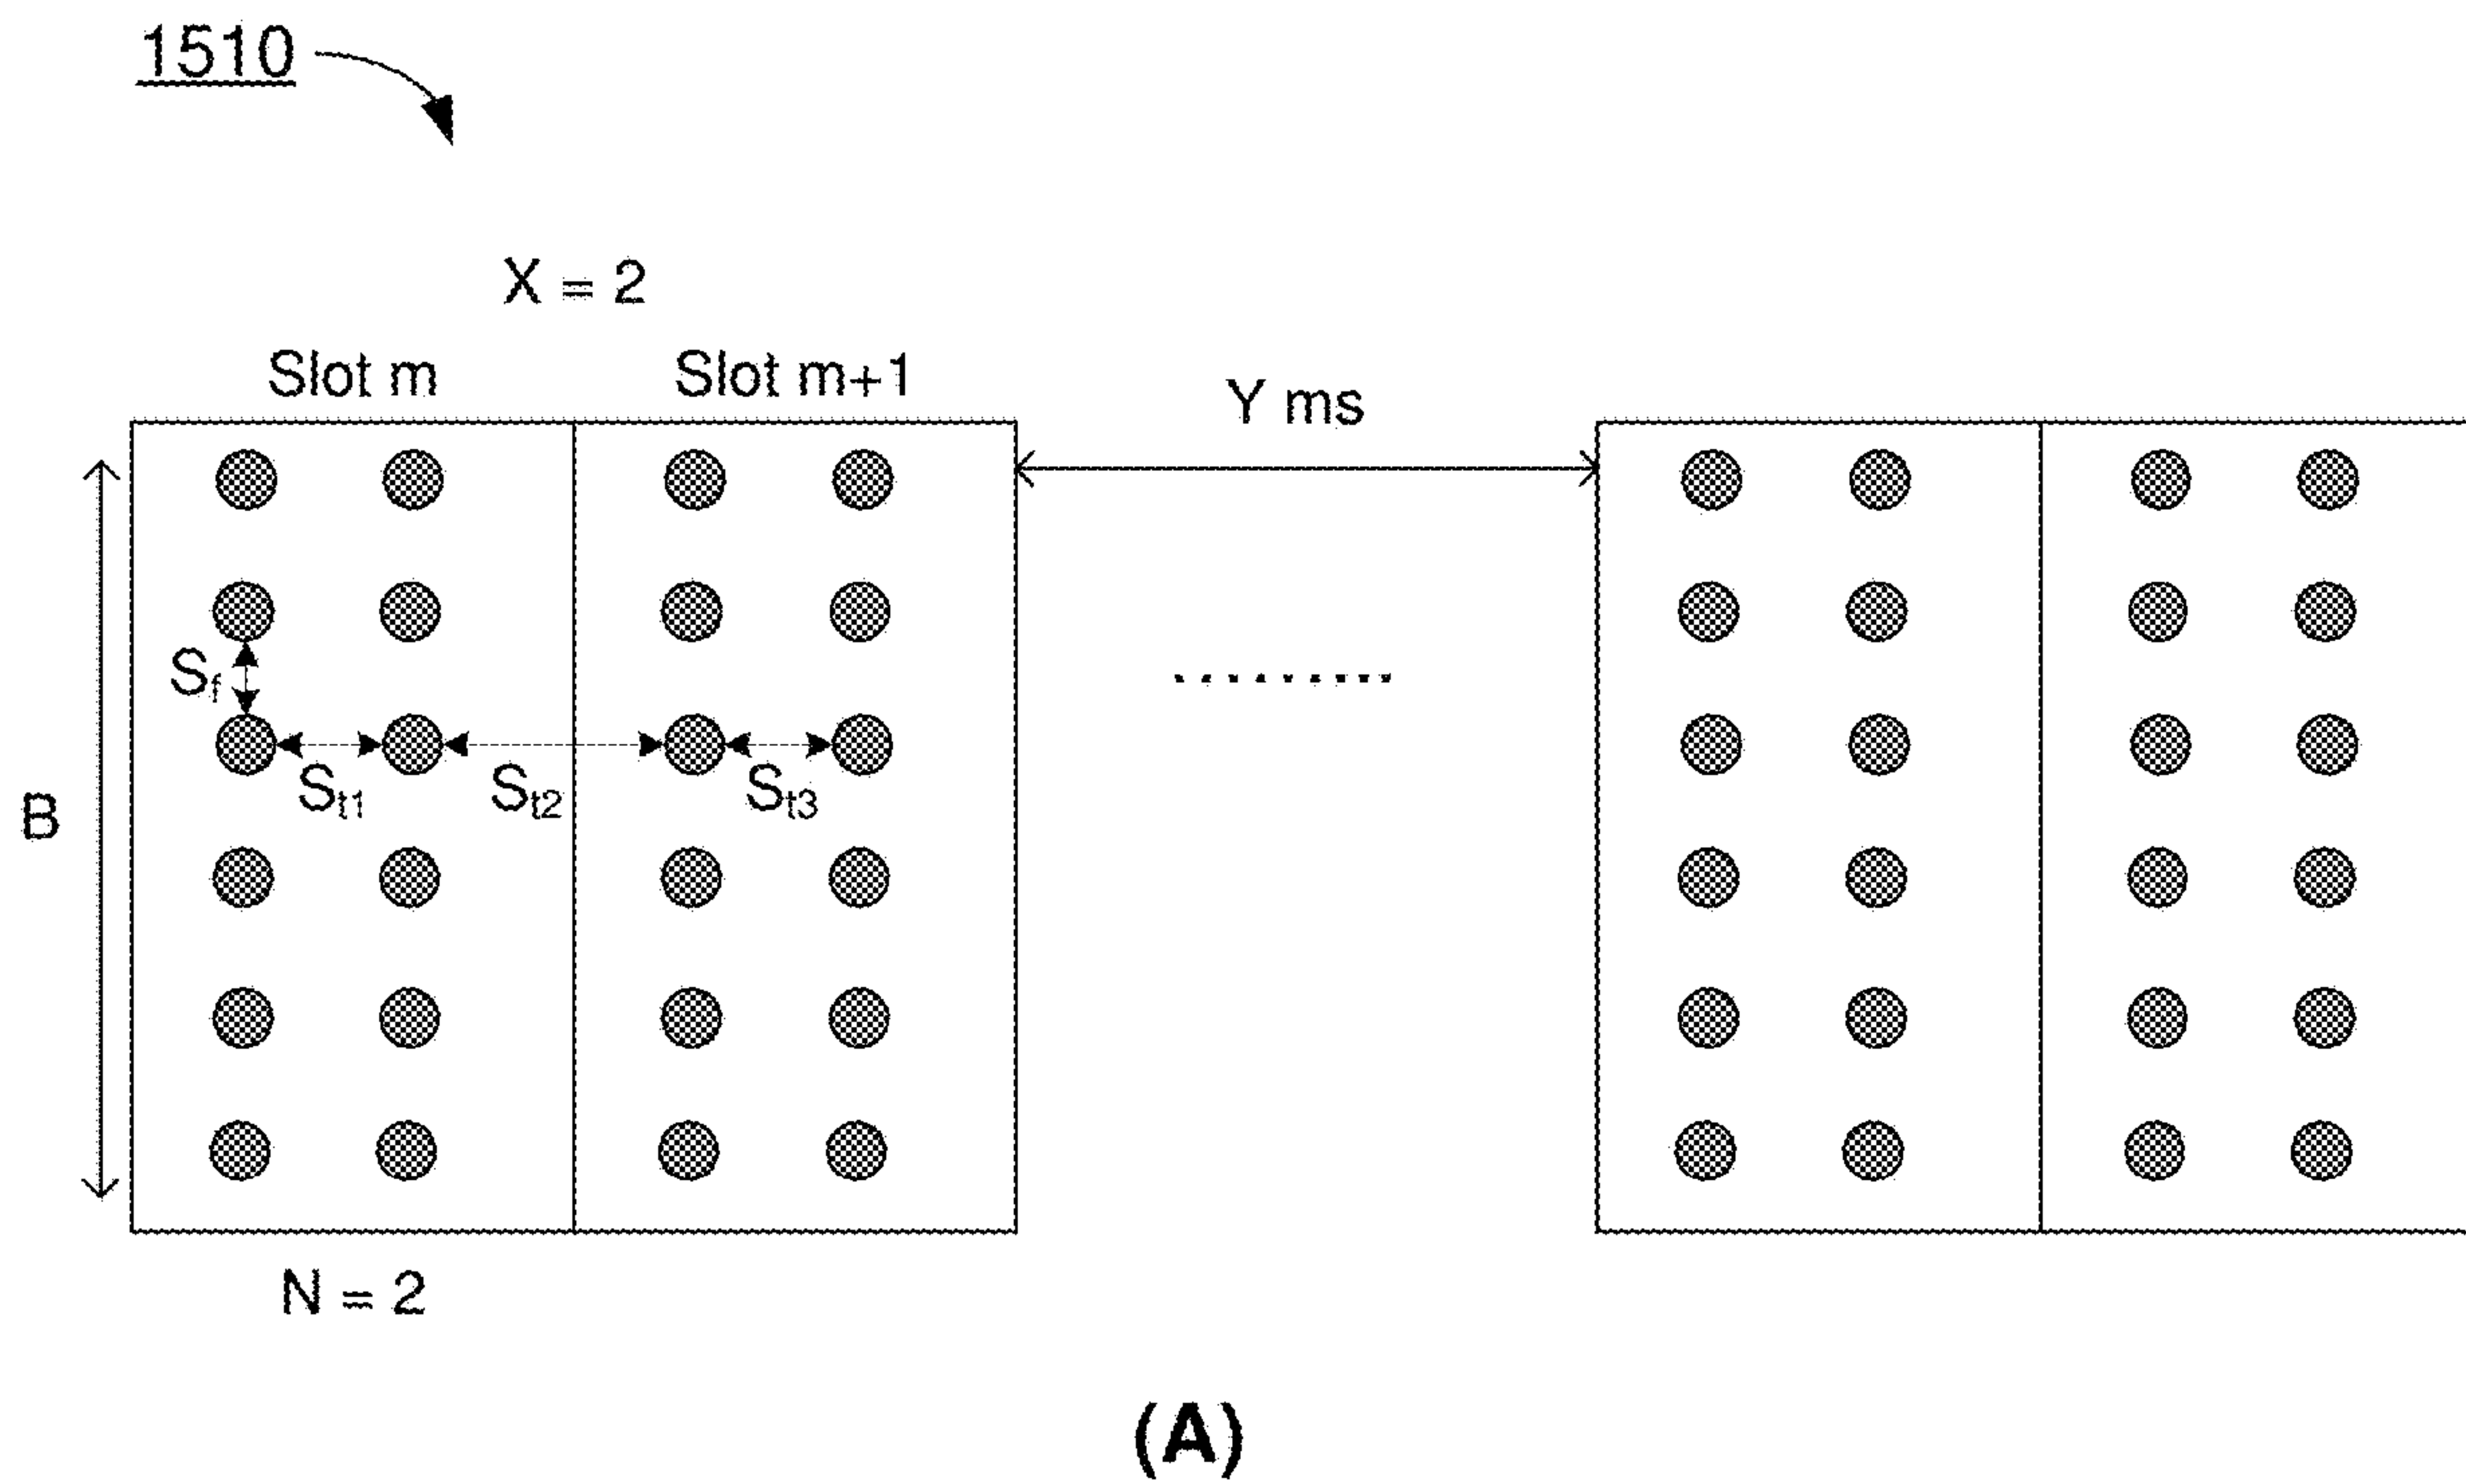 1510
X = 2
Slot m
Slot m+1
Y ms
Sf
.........
St1
St2
St3
B
N = 2
(A)